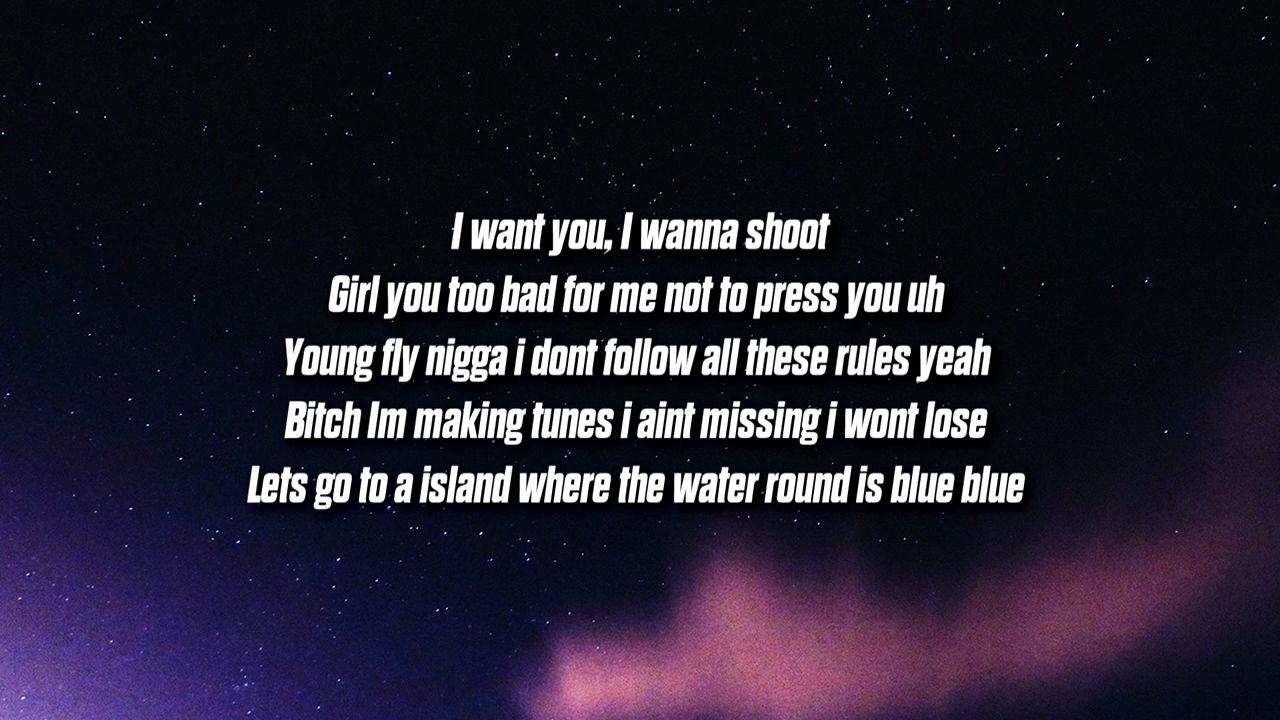 I want you, I wanna shoot
Girl you too bad for me not to press you uh
Young fly nigga i dont follow all these rules yeah
Bitch Im making tunes i aint missing i wont lose
Lets go to a island where the water round is blue blue